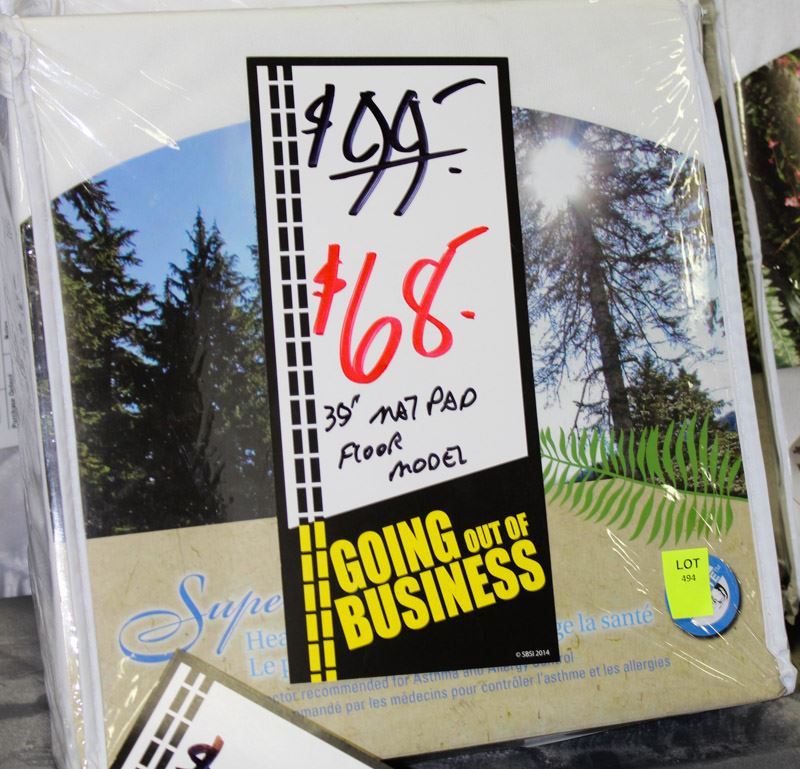 $99.-
$68.-
39" MAT PAD
FLOOR
MODEL
GOING OUT OF
BUSINESS
© SBSI 2014
LOT
494
Supe
Hea
ge la santé
Le p
ctor recommended for Asthma and Allergy Control
mandé par les médecins pour contrôler l'asthme et les allergies